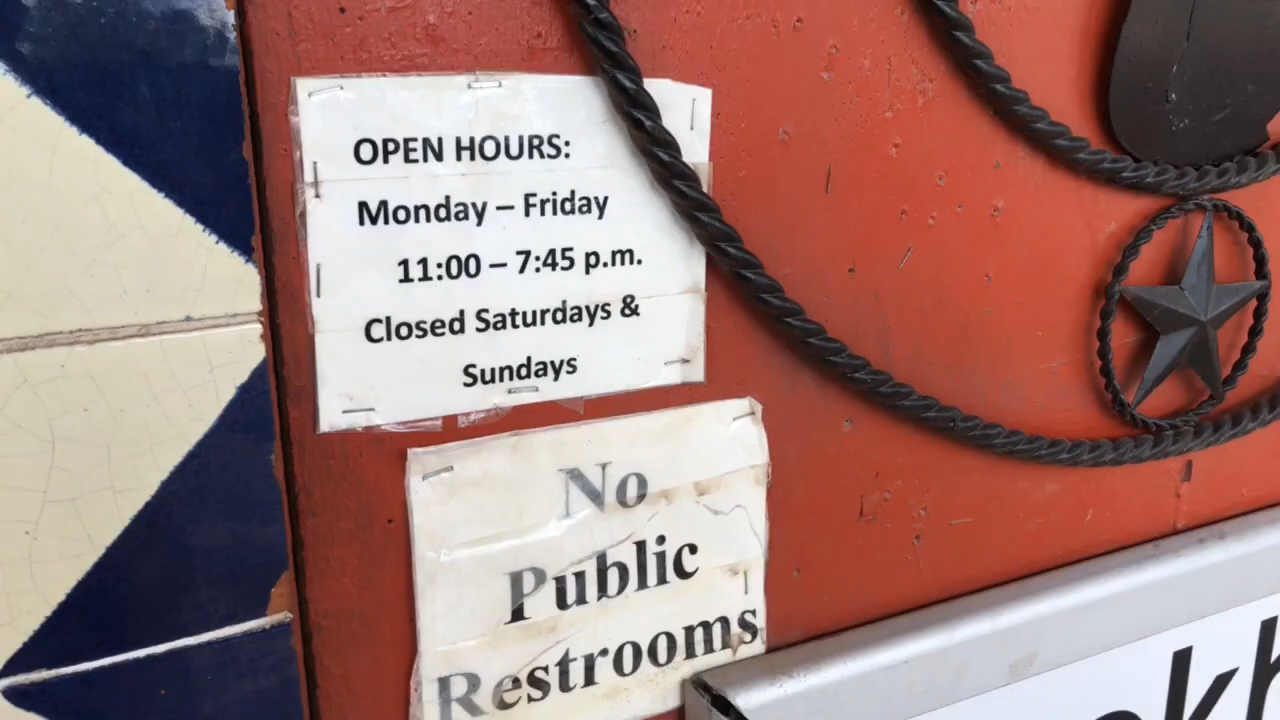 OPEN HOURS:
Monday – Friday
11:00 – 7:45 p.m.
Closed Saturdays &
Sundays
No
Public
Restrooms